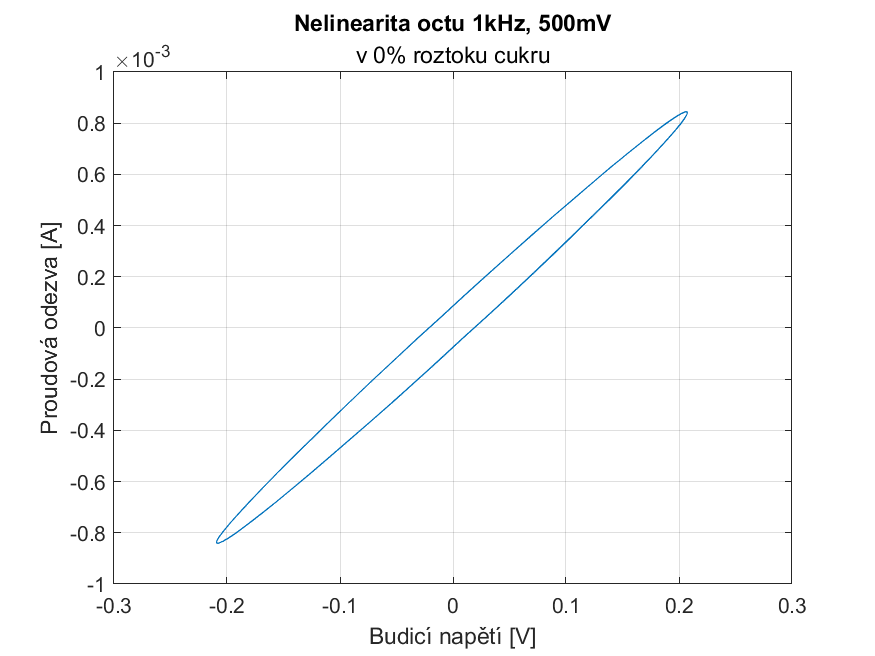 Nelinearita octu 1kHz, 500mV
v 0% roztoku cukru
×10-3
1
0.8
0.6
0.4
0.2
0
-0.2
-0.4
-0.6
-0.8
-1
Proudová odezva [A]
-0.3 -0.2 -0.1 0 0.1 0.2 0.3
Budicí napětí [V]